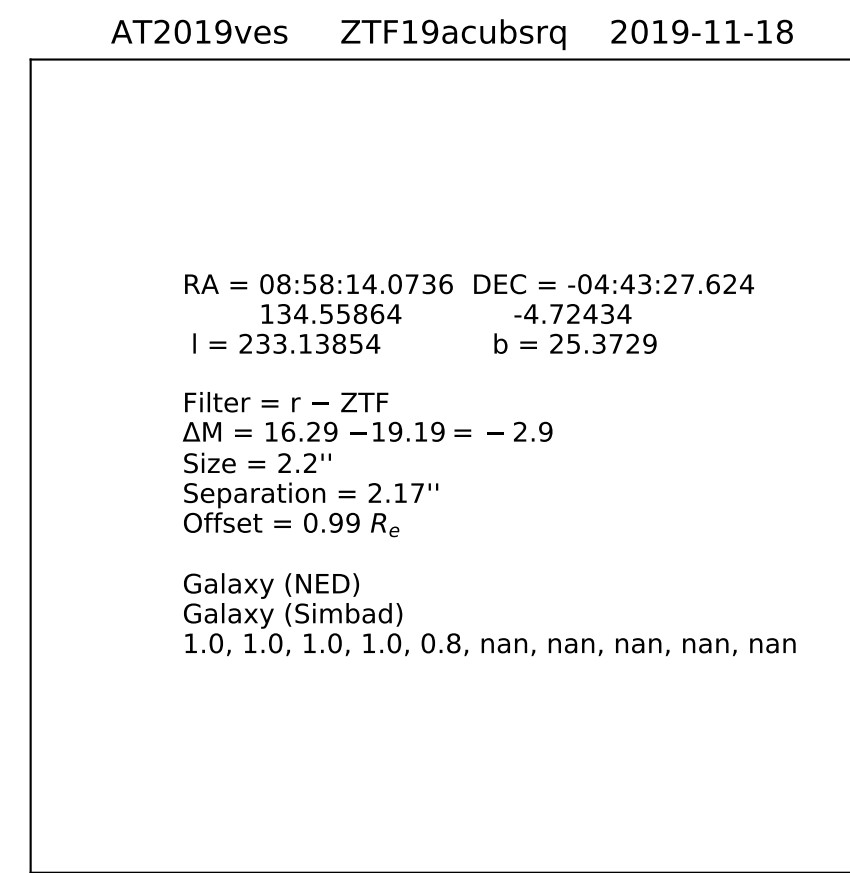 AT2019ves ZTF19acubsrq 2019-11-18
RA = 08:58:14.0736 DEC = -04:43:27.624
134.55864 -4.72434
l = 233.13854 b = 25.3729
Filter = r − ZTF
ΔM = 16.29 −19.19 = − 2.9
Size = 2.2''
Separation = 2.17''
Offset = 0.99 Re
Galaxy (NED)
Galaxy (Simbad)
1.0, 1.0, 1.0, 1.0, 0.8, nan, nan, nan, nan, nan